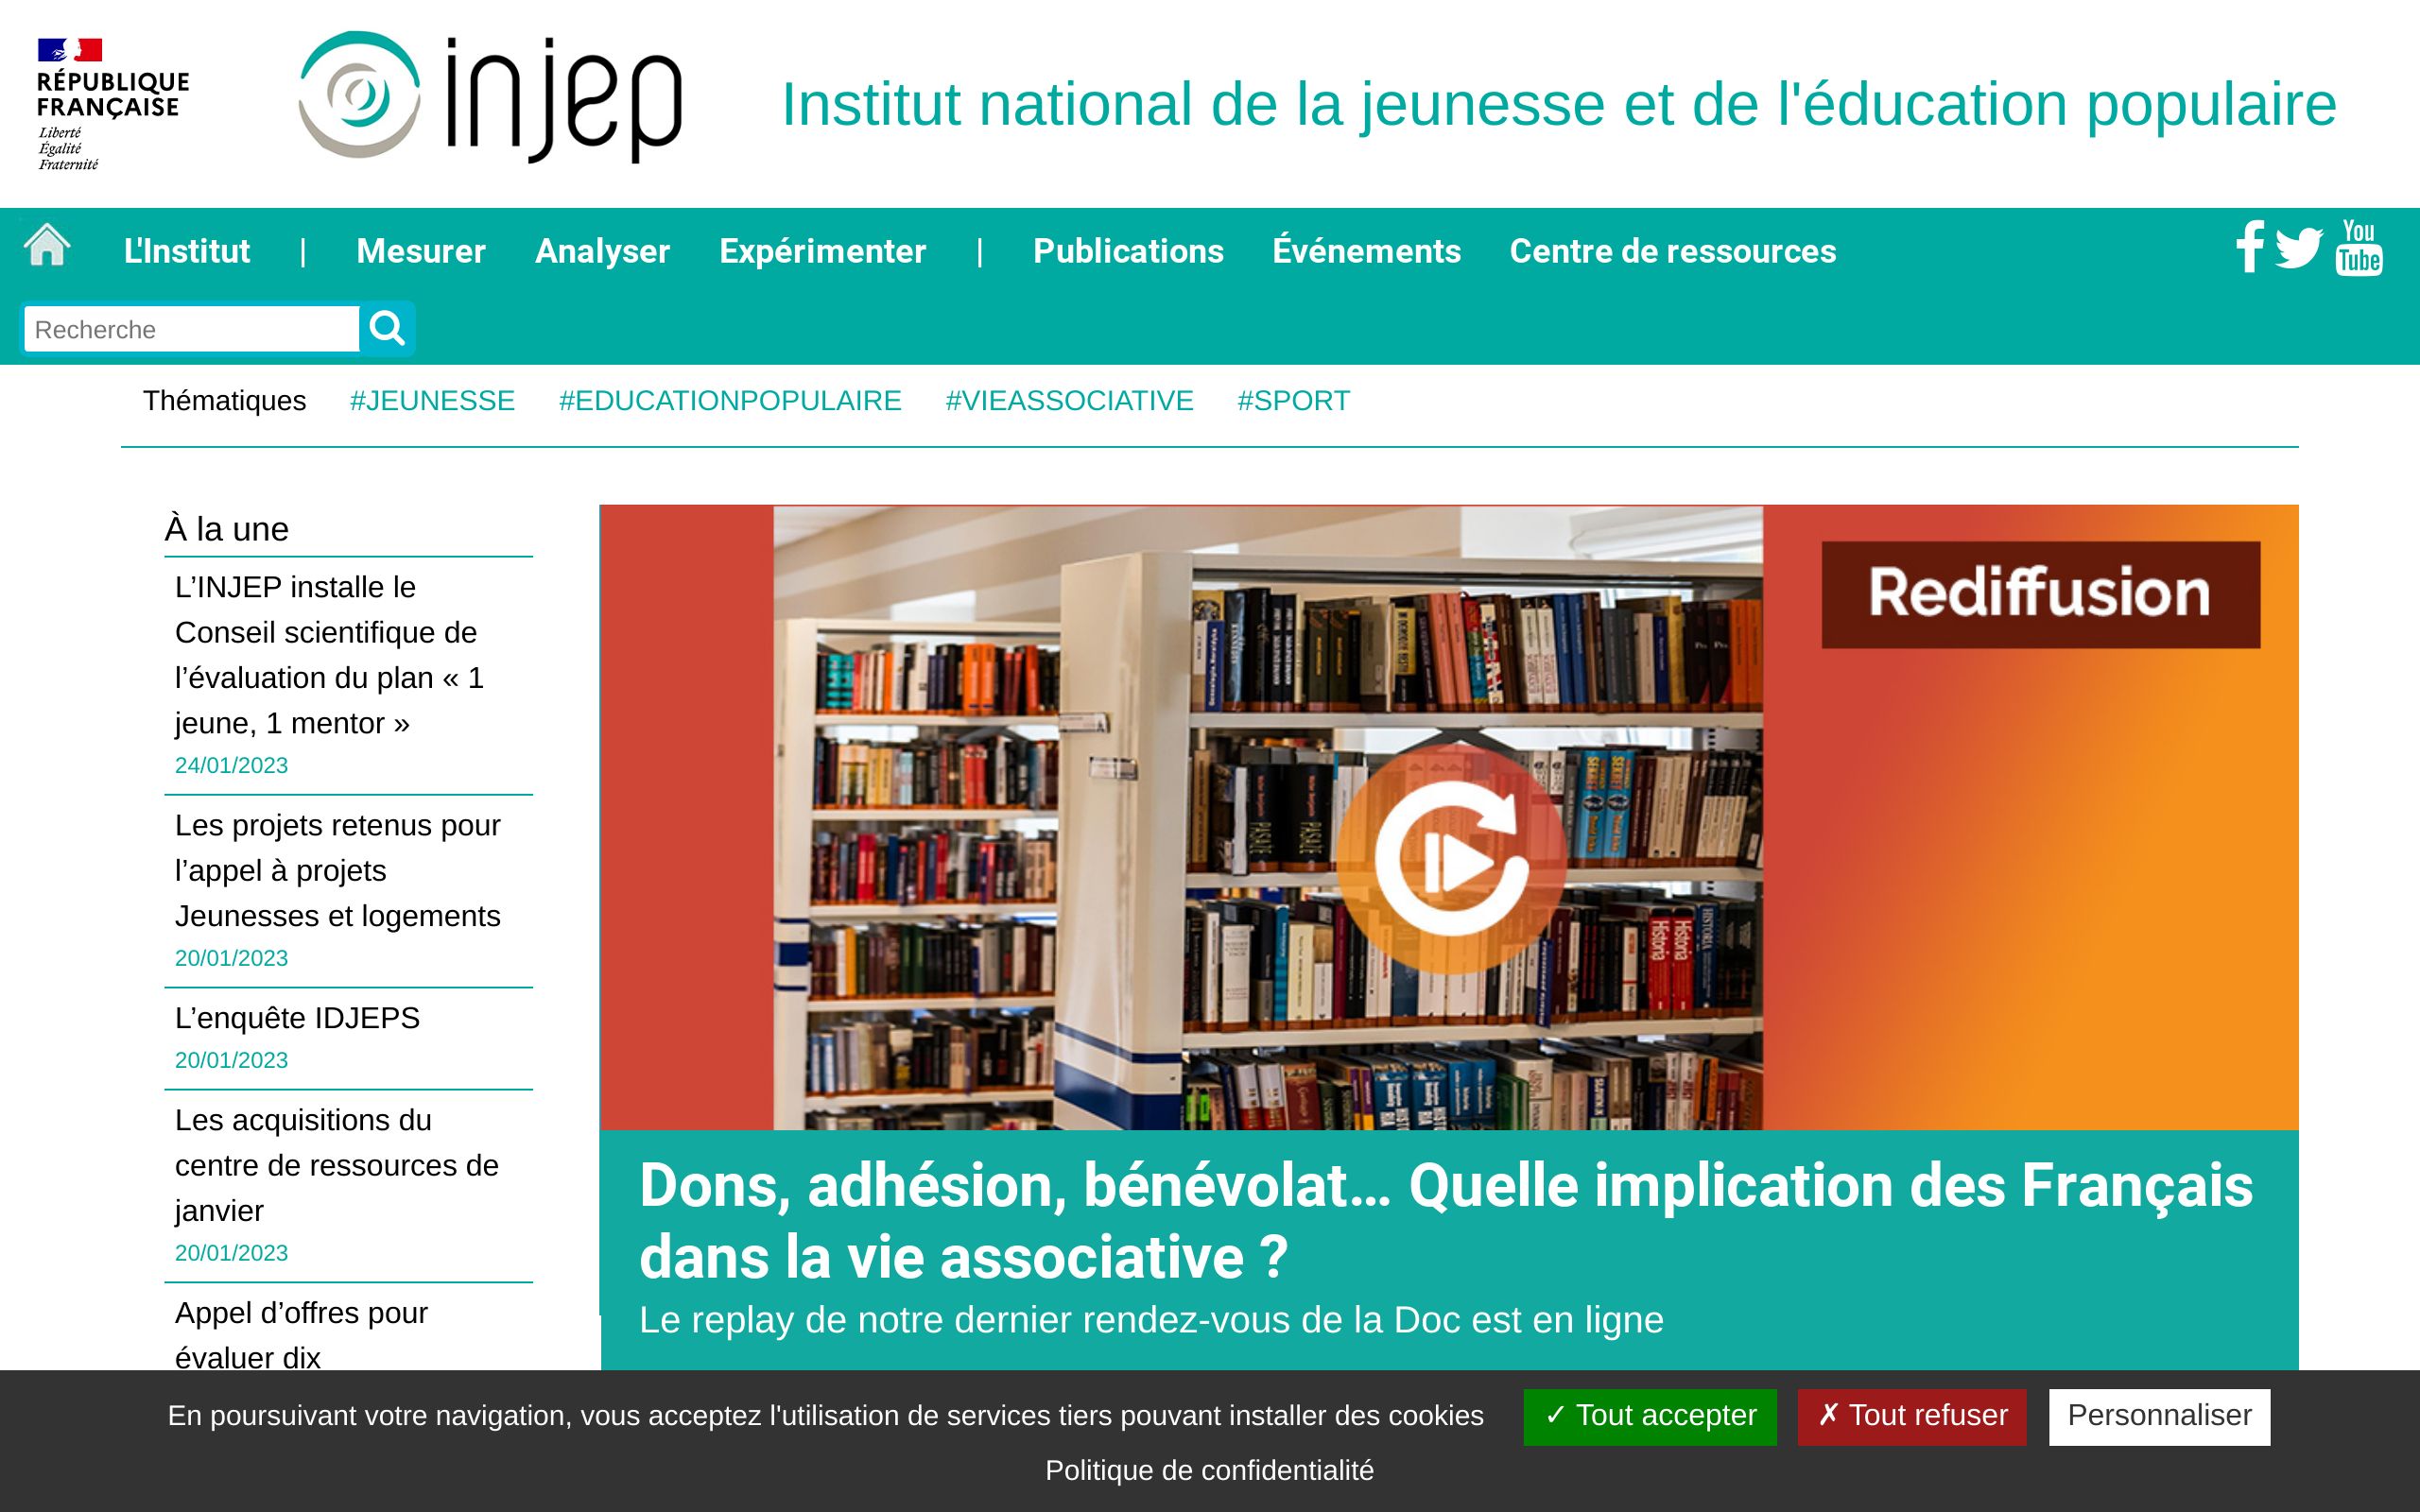 RÉPUBLIQUE
FRANÇAISE
Liberté
Égalité
Fraternité
injep
Institut national de la jeunesse et de l'éducation populaire
L'Institut | Mesurer Analyser Expérimenter | Publications Événements Centre de ressources
You
Tube
Recherche
Thématiques #JEUNESSE #EDUCATIONPOPULAIRE #VIEASSOCIATIVE #SPORT
À la une
L’INJEP installe le
Conseil scientifique de
l’évaluation du plan « 1
jeune, 1 mentor »
24/01/2023
Les projets retenus pour
l’appel à projets
Jeunesses et logements
20/01/2023
L’enquête IDJEPS
20/01/2023
Les acquisitions du
centre de ressources de
janvier
20/01/2023
Appel d’offres pour
évaluer dix
Rediffusion
Dons, adhésion, bénévolat… Quelle implication des Français
dans la vie associative ?
Le replay de notre dernier rendez-vous de la Doc est en ligne
En poursuivant votre navigation, vous acceptez l'utilisation de services tiers pouvant installer des cookies
✓ Tout accepter
✗ Tout refuser
Personnaliser
Politique de confidentialité